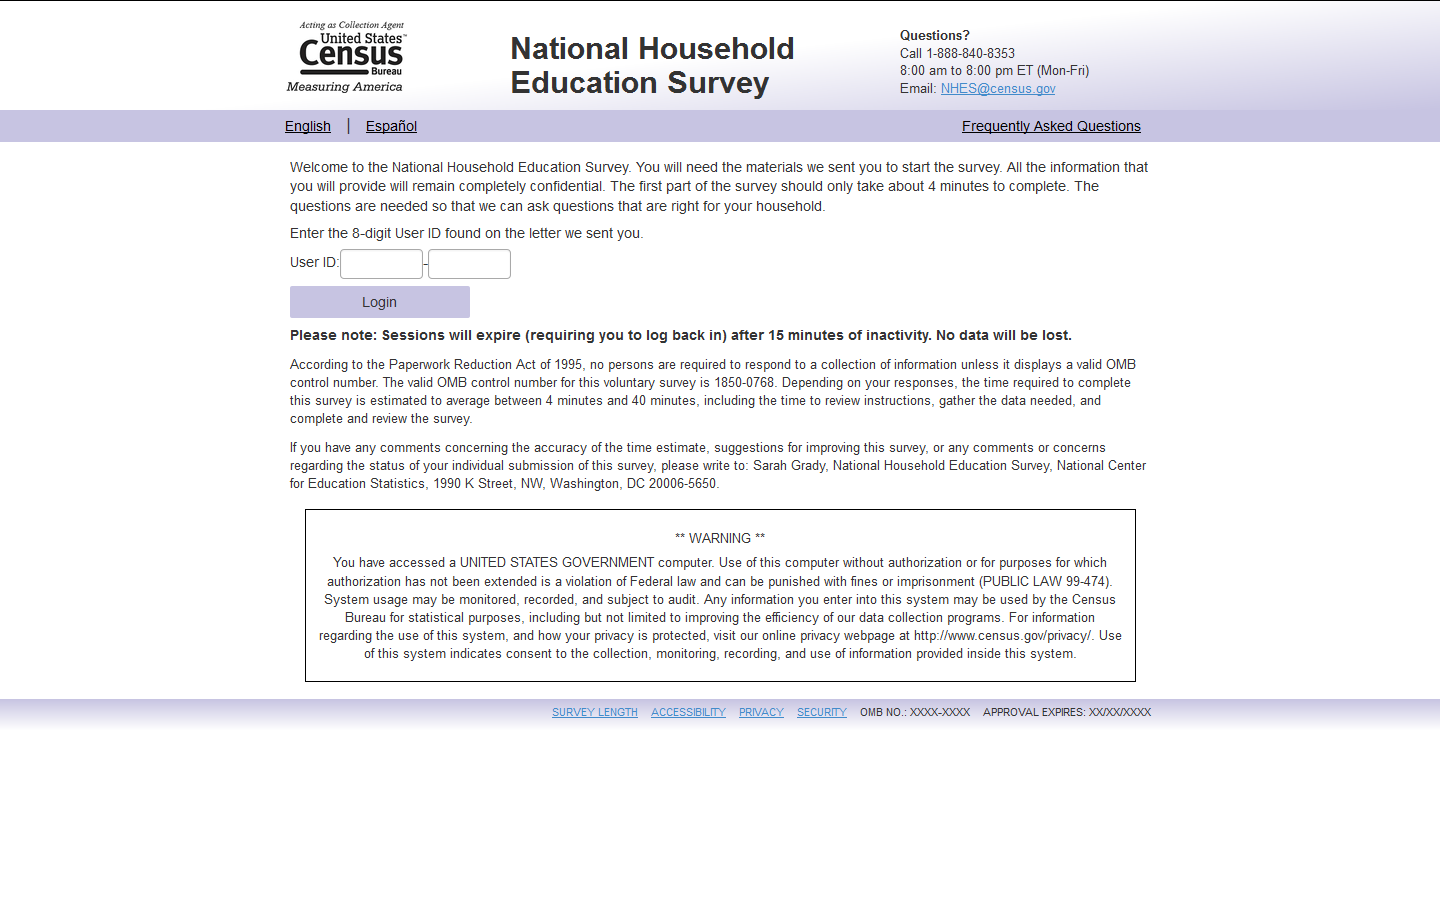 Acting as Collection Agent
United States™
Census
Bureau
Measuring America
National Household
Education Survey
Questions?
Call 1-888-840-8353
8:00 am to 8:00 pm ET (Mon-Fri)
Email: NHES@census.gov
English | Español
Frequently Asked Questions
Welcome to the National Household Education Survey. You will need the materials we sent you to start the survey. All the information that
you will provide will remain completely confidential. The first part of the survey should only take about 4 minutes to complete. The
questions are needed so that we can ask questions that are right for your household.
Enter the 8-digit User ID found on the letter we sent you.
User ID: -
Login
Please note: Sessions will expire (requiring you to log back in) after 15 minutes of inactivity. No data will be lost.
According to the Paperwork Reduction Act of 1995, no persons are required to respond to a collection of information unless it displays a valid OMB
control number. The valid OMB control number for this voluntary survey is 1850-0768. Depending on your responses, the time required to complete
this survey is estimated to average between 4 minutes and 40 minutes, including the time to review instructions, gather the data needed, and
complete and review the survey.
If you have any comments concerning the accuracy of the time estimate, suggestions for improving this survey, or any comments or concerns
regarding the status of your individual submission of this survey, please write to: Sarah Grady, National Household Education Survey, National Center
for Education Statistics, 1990 K Street, NW, Washington, DC 20006-5650.
** WARNING **
You have accessed a UNITED STATES GOVERNMENT computer. Use of this computer without authorization or for purposes for which
authorization has not been extended is a violation of Federal law and can be punished with fines or imprisonment (PUBLIC LAW 99-474).
System usage may be monitored, recorded, and subject to audit. Any information you enter into this system may be used by the Census
Bureau for statistical purposes, including but not limited to improving the efficiency of our data collection programs. For information
regarding the use of this system, and how your privacy is protected, visit our online privacy webpage at http://www.census.gov/privacy/. Use
of this system indicates consent to the collection, monitoring, recording, and use of information provided inside this system.
SURVEY LENGTH ACCESSIBILITY PRIVACY SECURITY OMB NO.: XXXX-XXXX APPROVAL EXPIRES: XX/XX/XXXX